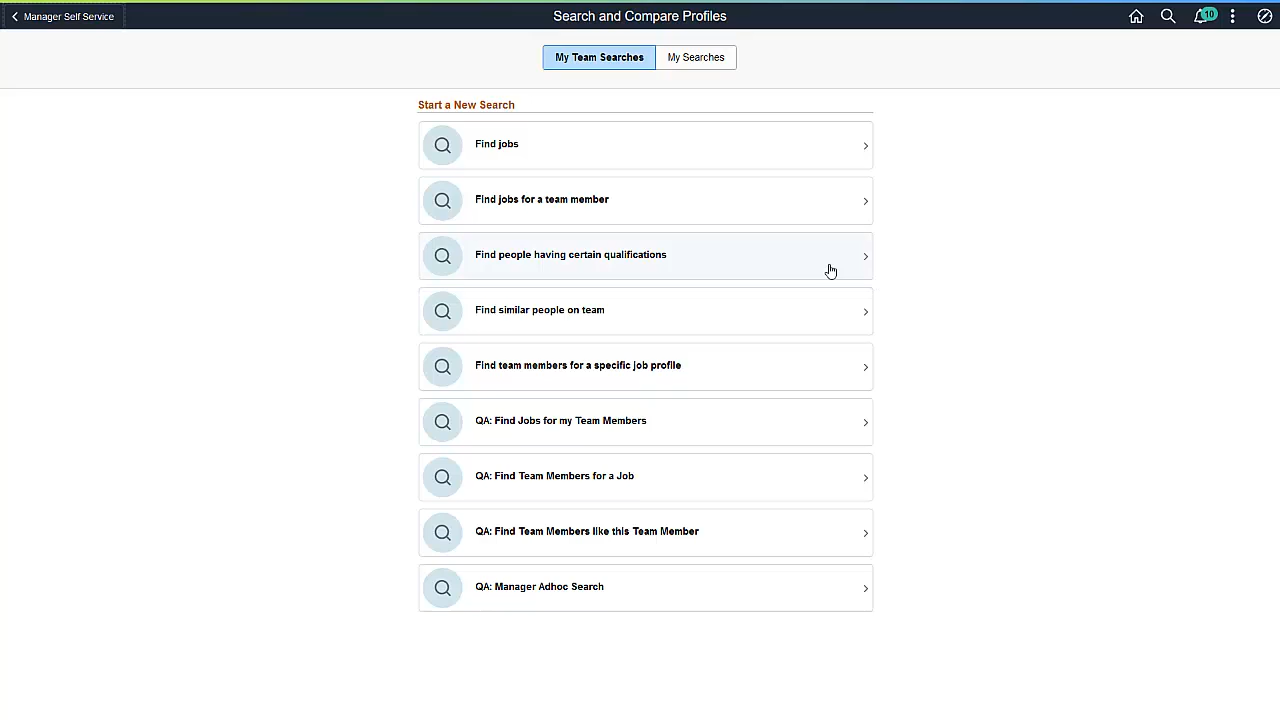 Manager Self Service
Search and Compare Profiles
10
My Team Searches
My Searches
Start a New Search
Find jobs
Find jobs for a team member
Find people having certain qualifications
Find similar people on team
Find team members for a specific job profile
QA: Find Jobs for my Team Members
QA: Find Team Members for a Job
QA: Find Team Members like this Team Member
QA: Manager Adhoc Search